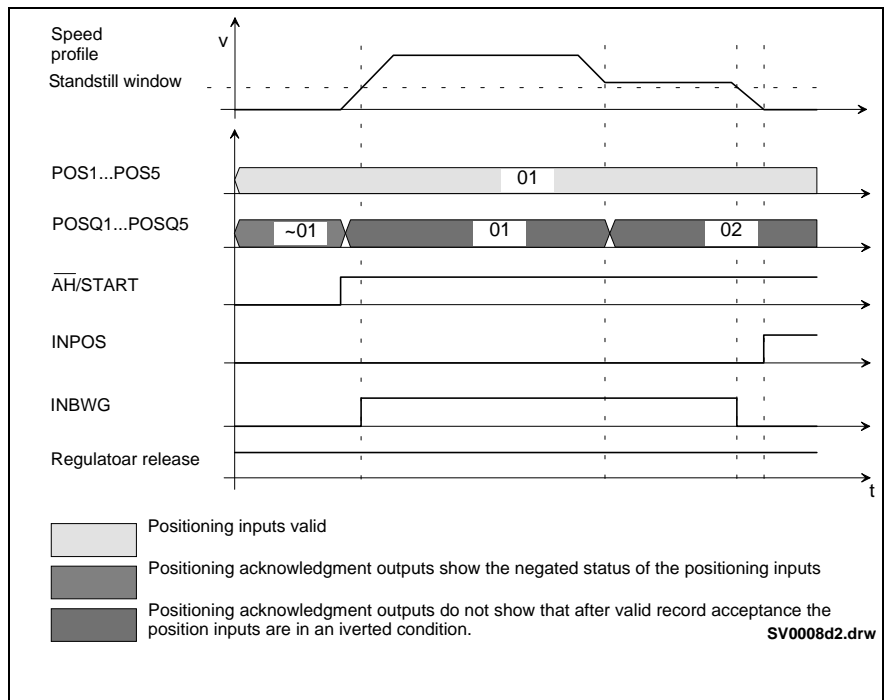 Speed
profile
v
Standstill window
POS1...POS5
01
POSQ1...POSQ5
~01
01
02
AH/START
INPOS
INBWG
Regulatoar release
t
Positioning inputs valid
Positioning acknowledgment outputs show the negated status of the positioning inputs
Positioning acknowledgment outputs do not show that after valid record acceptance the
position inputs are in an iverted condition.
SV0008d2.drw